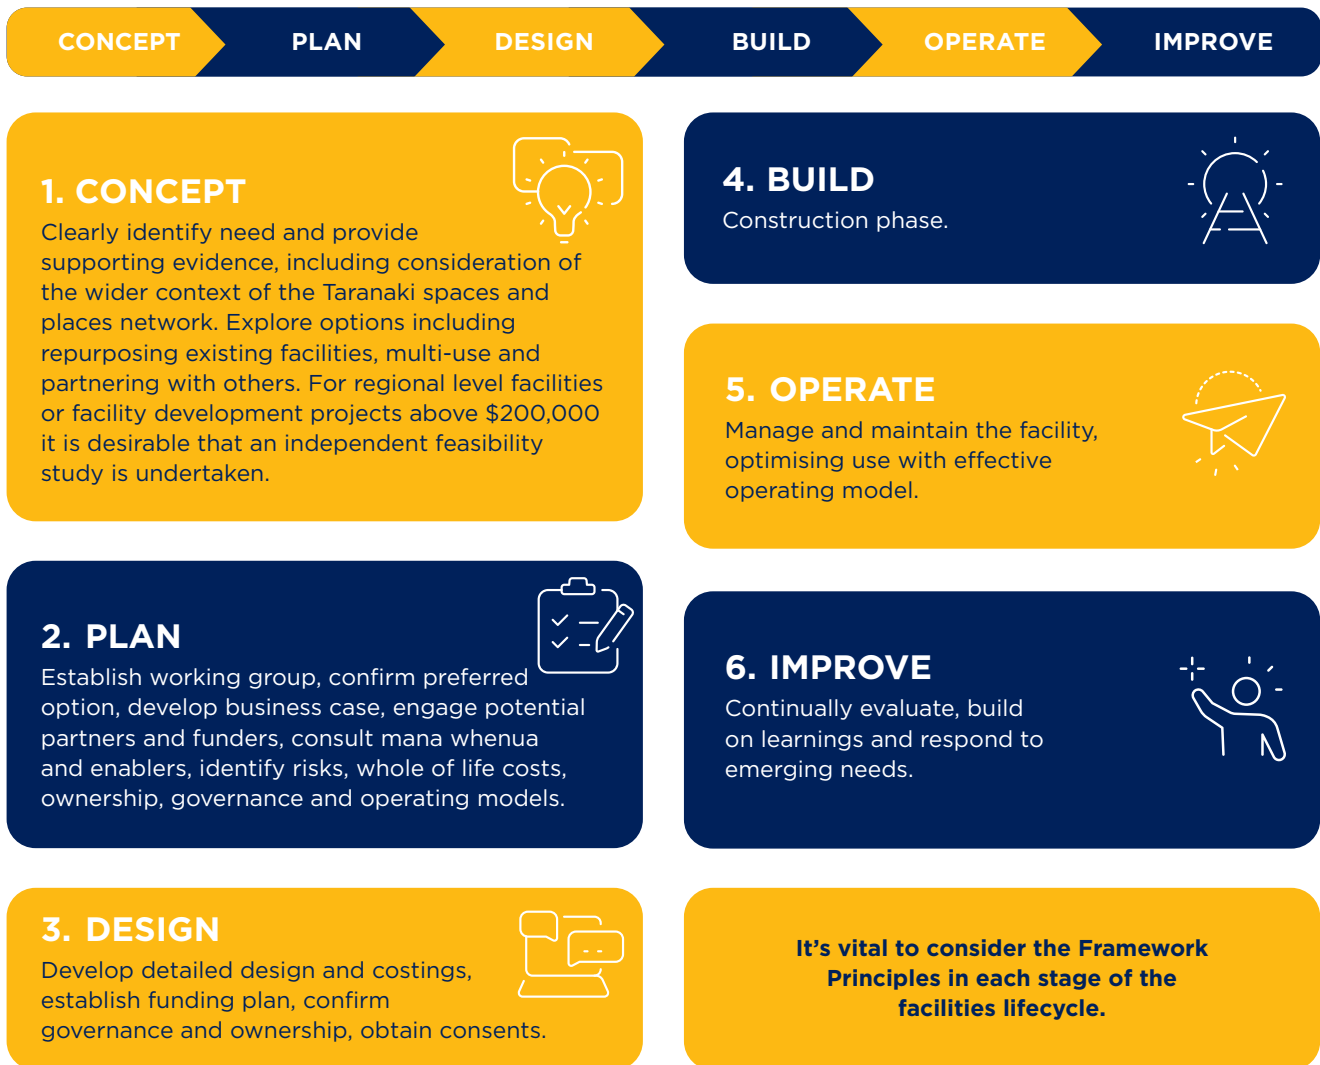 CONCEPT
PLAN
DESIGN
BUILD
OPERATE
IMPROVE
1. CONCEPT
Clearly identify need and provide
supporting evidence, including consideration of
the wider context of the Taranaki spaces and
places network. Explore options including
repurposing existing facilities, multi-use and
partnering with others. For regional level facilities
or facility development projects above $200,000
it is desirable that an independent feasibility
study is undertaken.
2. PLAN
Establish working group, confirm preferred
option, develop business case, engage potential
partners and funders, consult mana whenua
and enablers, identify risks, whole of life costs,
ownership, governance and operating models.
3. DESIGN
Develop detailed design and costings,
establish funding plan, confirm
governance and ownership, obtain consents.
4. BUILD
Construction phase.
5. OPERATE
Manage and maintain the facility,
optimising use with effective
operating model.
6. IMPROVE
Continually evaluate, build
on learnings and respond to
emerging needs.
It’s vital to consider the Framework
Principles in each stage of the
facilities lifecycle.